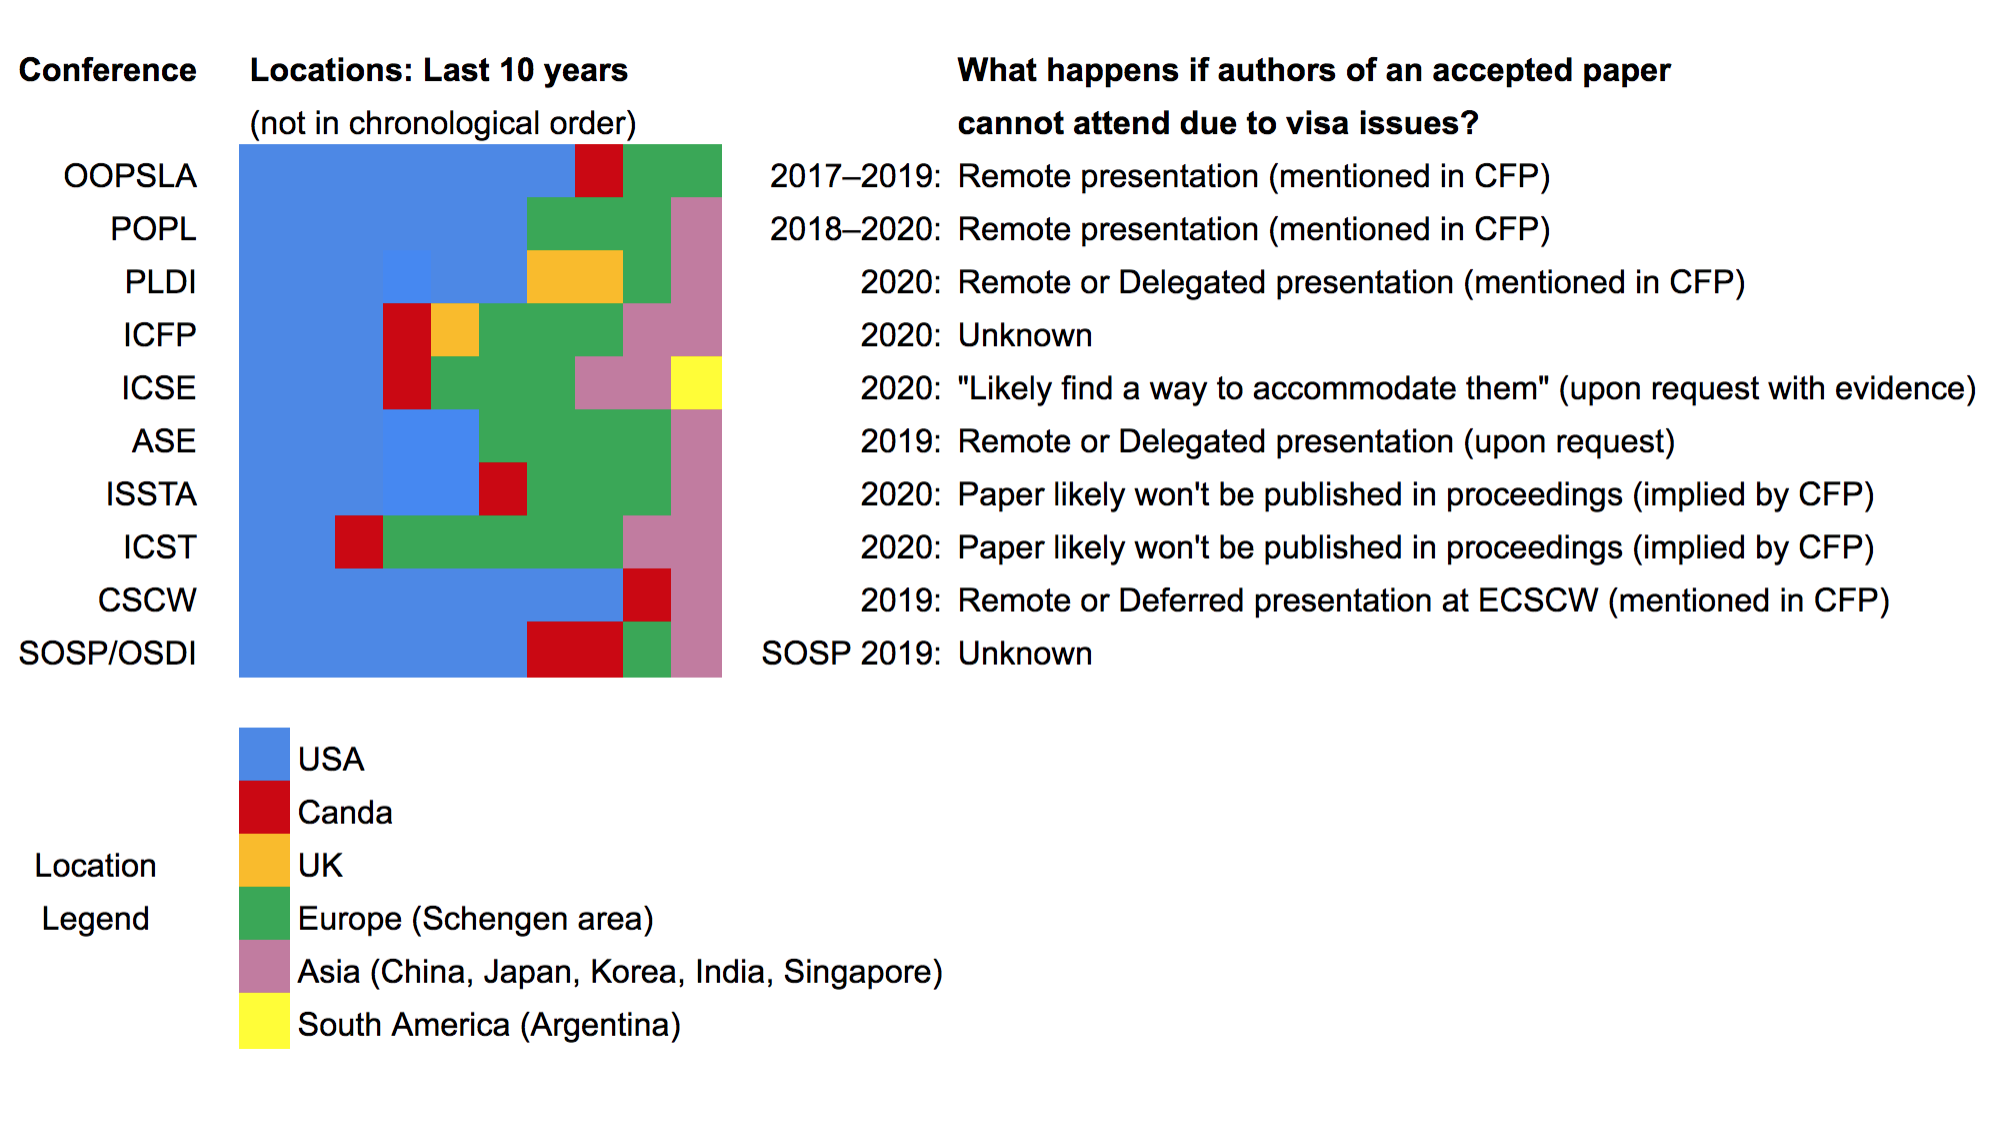 Conference Locations: Last 10 years What happens if authors of an accepted paper
(not in chronological order) cannot attend due to visa issues?
OOPSLA 2017–2019: Remote presentation (mentioned in CFP)
POPL 2018–2020: Remote presentation (mentioned in CFP)
PLDI 2020: Remote or Delegated presentation (mentioned in CFP)
ICFP 2020: Unknown
ICSE 2020: "Likely find a way to accommodate them" (upon request with evidence)
ASE 2019: Remote or Delegated presentation (upon request)
ISSTA 2020: Paper likely won't be published in proceedings (implied by CFP)
ICST 2020: Paper likely won't be published in proceedings (implied by CFP)
CSCW 2019: Remote or Deferred presentation at ECSCW (mentioned in CFP)
SOSP/OSDI SOSP 2019: Unknown
USA
Canda
Location UK
Legend Europe (Schengen area)
Asia (China, Japan, Korea, India, Singapore)
South America (Argentina)